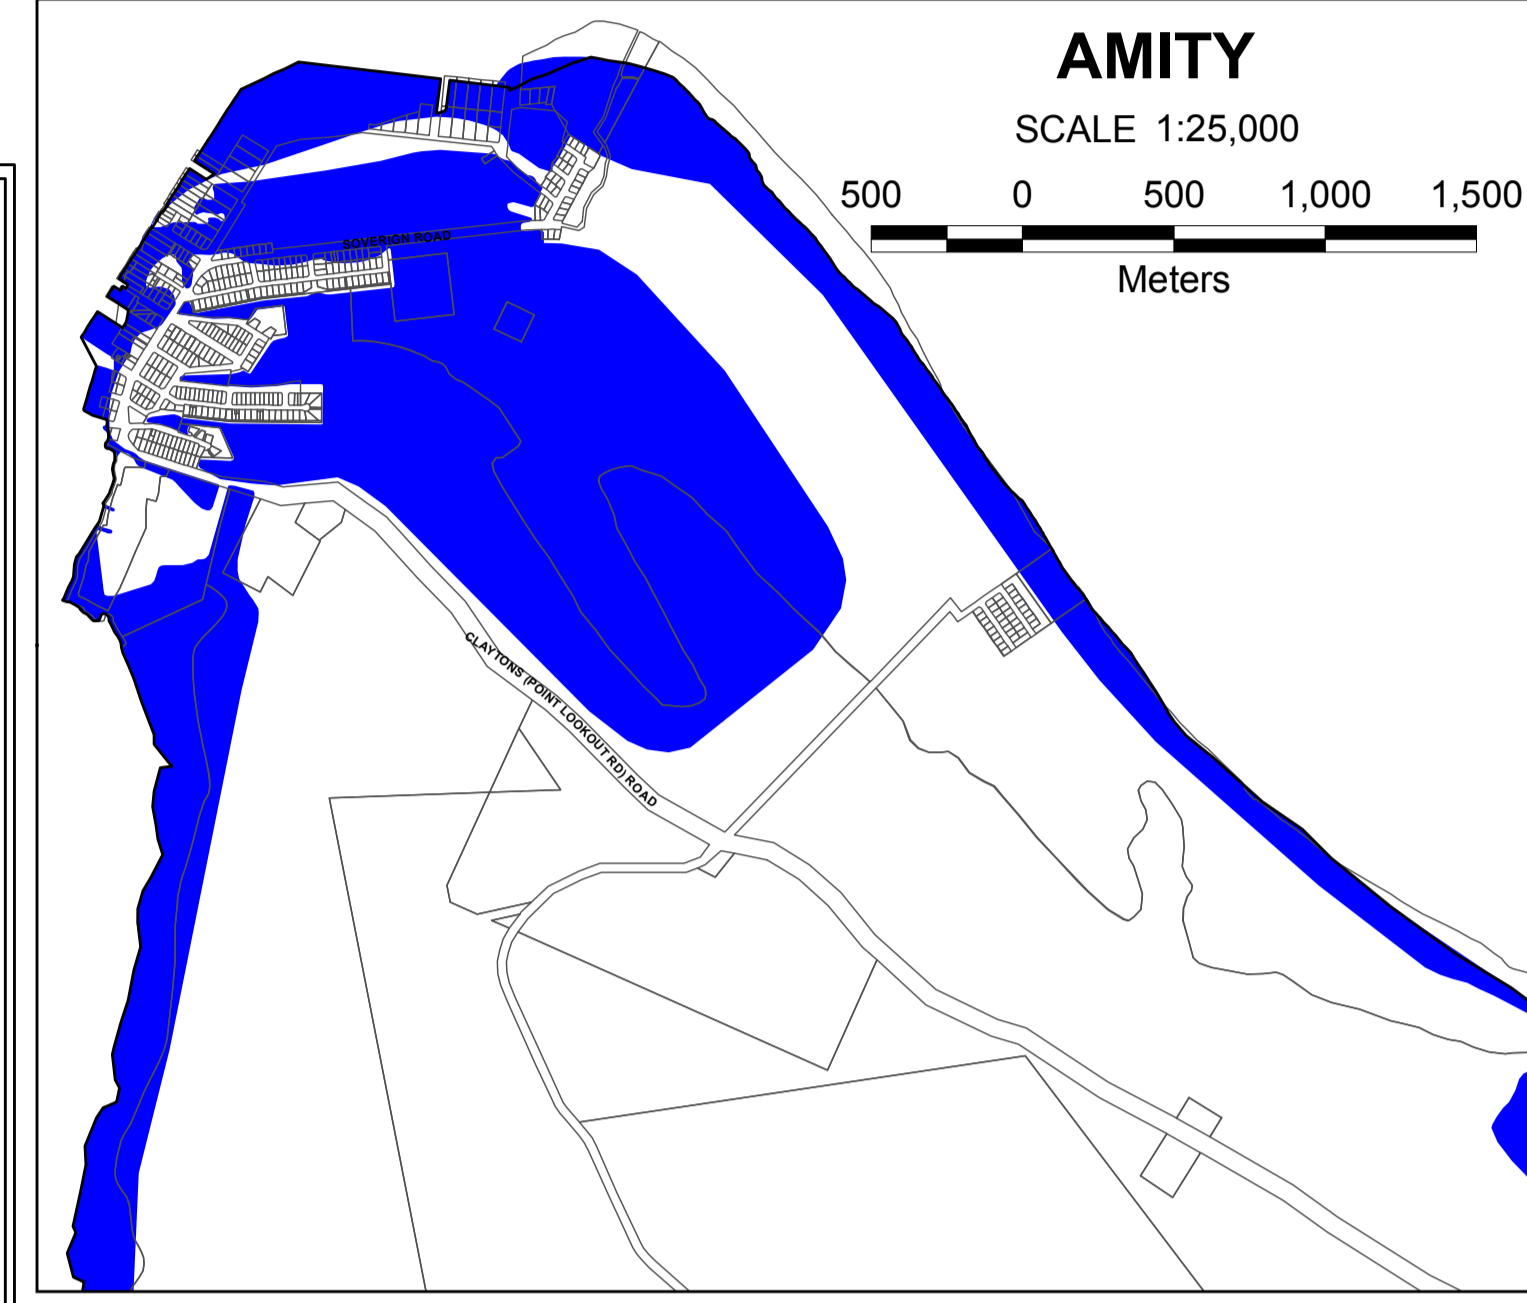 AMITY
SCALE 1:25,000
500 0 500 1,000 1,500
Meters
SOVERIGN ROAD
CLAYTONS (POINT LOOKOUT RD) ROAD